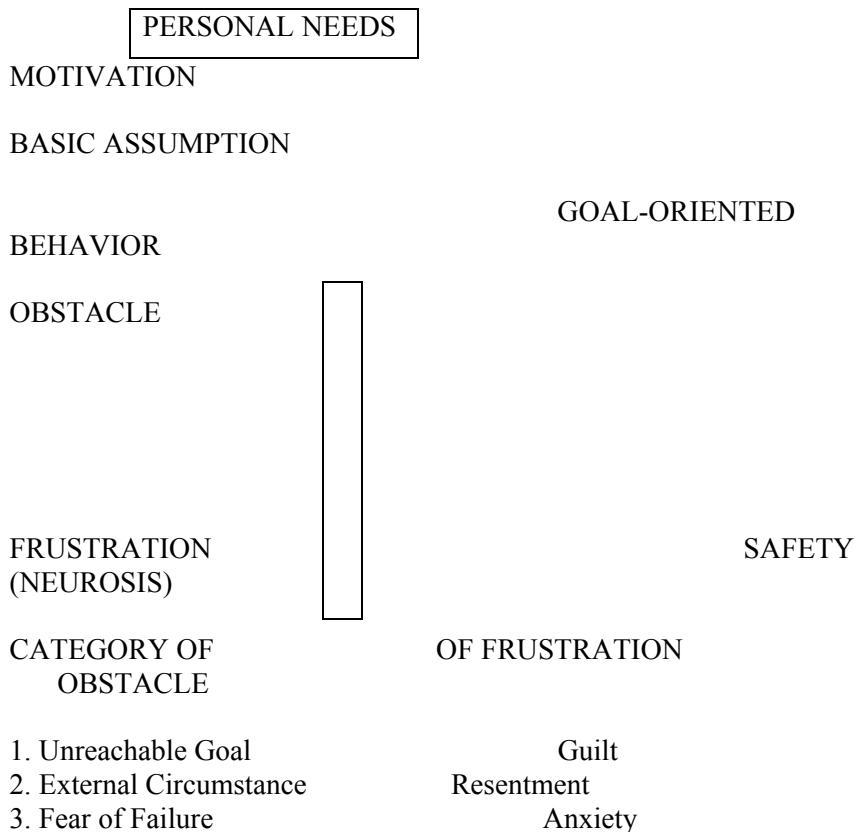 PERSONAL NEEDS
MOTIVATION
BASIC ASSUMPTION
GOAL-ORIENTED
BEHAVIOR
OBSTACLE
FRUSTRATION SAFETY
(NEUROSIS)
CATEGORY OF OF FRUSTRATION
OBSTACLE
1. Unreachable Goal Guilt
2. External Circumstance Resentment
3. Fear of Failure Anxiety